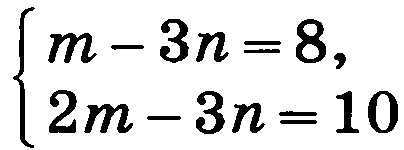 m − 3n = 8,
2m − 3n = 10